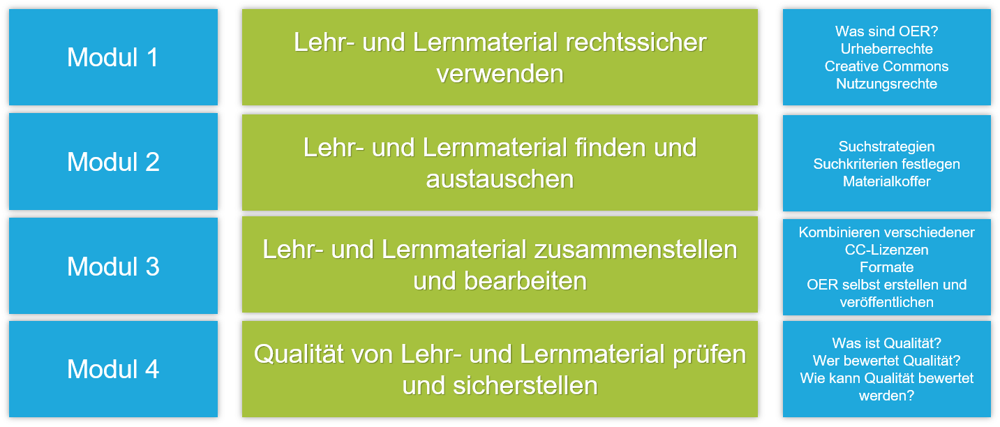 Modul 1
Lehr- und Lernmaterial rechtssicher
verwenden
Was sind OER?
Urheberrechte
Creative Commons
Nutzungsrechte
Modul 2
Lehr- und Lernmaterial finden und
austauschen
Suchstrategien
Suchkriterien festlegen
Materialkoffer
Modul 3
Lehr- und Lernmaterial zusammenstellen
und bearbeiten
Kombinieren verschiedener
CC-Lizenzen
Formate
OER selbst erstellen und
veröffentlichen
Modul 4
Qualität von Lehr- und Lernmaterial prüfen
und sicherstellen
Was ist Qualität?
Wer bewertet Qualität?
Wie kann Qualität bewertet
werden?